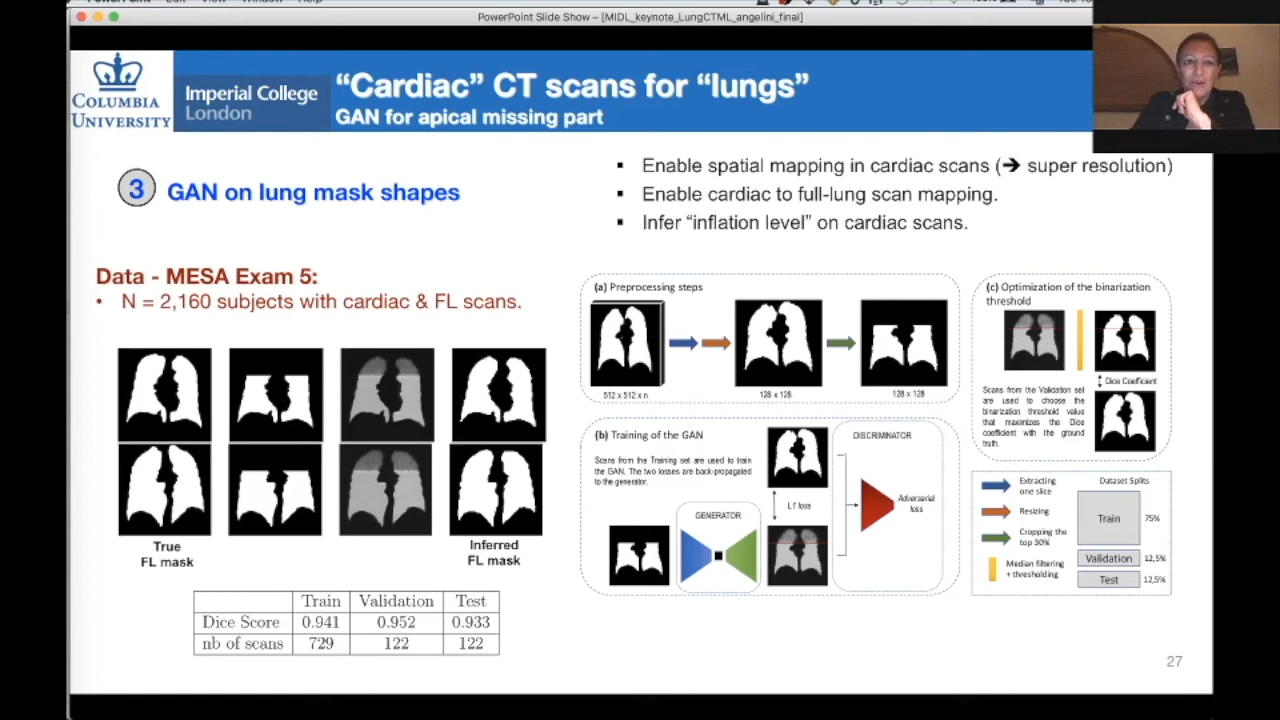 PowerPoint Slide Show – [MIDL_keynote_LungCTML_angelini_final]
COLUMBIA
UNIVERSITY
Imperial College
London
“Cardiac” CT scans for “lungs”
GAN for apical missing part
3 GAN on lung mask shapes
▪ Enable spatial mapping in cardiac scans (➔ super resolution)
▪ Enable cardiac to full-lung scan mapping.
▪ Infer “inflation level” on cardiac scans.
Data - MESA Exam 5:
• N = 2,160 subjects with cardiac & FL scans.
True
FL mask
Inferred
FL mask
Train Validation Test
Dice Score 0.941 0.952 0.933
nb of scans 729 122 122
(a) Preprocessing steps
512 x 512 x n
128 x 128
128 x 128
(b) Training of the GAN
Scans from the Training set are used to train
the GAN. The two losses are back-propagated
to the generator.
GENERATOR
L1 loss
DISCRIMINATOR
Adversarial
loss
(c) Optimization of the binarization
threshold
Dice Coefficient
Scans from the Validation set
are used to choose the
binarization threshold value
that maximizes the Dice
coefficient with the ground
truth.
Extracting
one slice
Resizing
Cropping the
top 30%
Median filtering
+ thresholding
Dataset Splits
Train 75%
Validation 12,5%
Test 12,5%
27